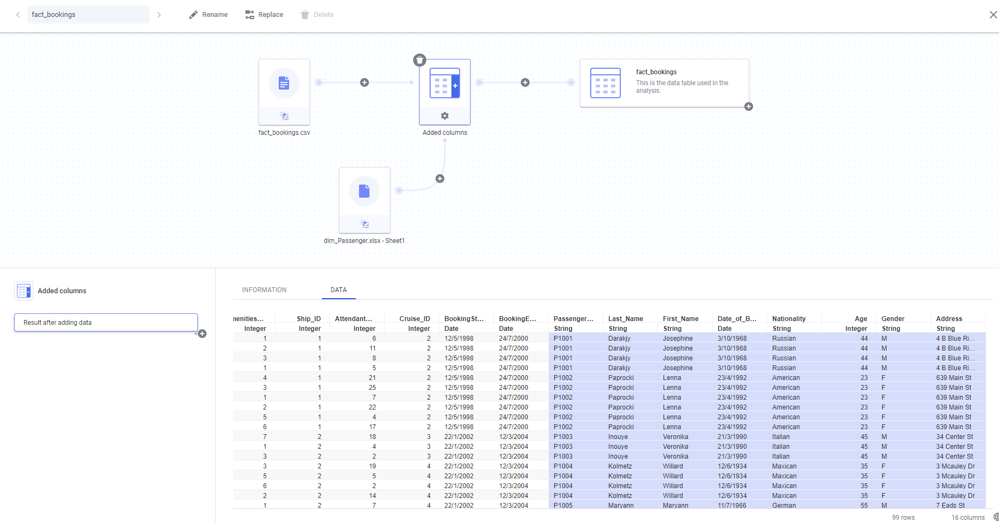 fact_bookings
Rename
Replace
Delete
fact_bookings.csv
Added columns
fact_bookings
This is the data table used in the
analysis.
dim_Passenger.xlsx - Sheet1
Added columns
Result after adding data
INFORMATION DATA
menities... Ship_ID Attendant... Cruise_ID BookingSt... BookingE... Passenger... Last_Name First_Name Date_of_B... Nationality Age Gender Address
Integer Integer Integer Integer Date Date String String String Date String Integer String String
1 1 6 2 12/5/1998 24/7/2000 P1001 Darakjy Josephine 3/10/1968 Russian 44 M 4 B Blue Ri...
2 1 11 2 12/5/1998 24/7/2000 P1001 Darakjy Josephine 3/10/1968 Russian 44 M 4 B Blue Ri...
3 1 8 2 12/5/1998 24/7/2000 P1001 Darakjy Josephine 3/10/1968 Russian 44 M 4 B Blue Ri...
1 1 5 2 12/5/1998 24/7/2000 P1001 Darakjy Josephine 3/10/1968 Russian 44 M 4 B Blue Ri...
4 1 21 2 12/5/1998 24/7/2000 P1002 Paprocki Lenna 23/4/1992 American 23 F 639 Main St
3 1 25 2 12/5/1998 24/7/2000 P1002 Paprocki Lenna 23/4/1992 American 23 F 639 Main St
1 1 7 2 12/5/1998 24/7/2000 P1002 Paprocki Lenna 23/4/1992 American 23 F 639 Main St
2 1 22 2 12/5/1998 24/7/2000 P1002 Paprocki Lenna 23/4/1992 American 23 F 639 Main St
5 1 4 2 12/5/1998 24/7/2000 P1002 Paprocki Lenna 23/4/1992 American 23 F 639 Main St
6 1 17 2 12/5/1998 24/7/2000 P1002 Paprocki Lenna 23/4/1992 American 23 F 639 Main St
7 2 18 3 22/1/2002 12/3/2004 P1003 Inouye Veronika 21/3/1990 Italian 45 M 34 Center St
1 2 4 3 22/1/2002 12/3/2004 P1003 Inouye Veronika 21/3/1990 Italian 45 M 34 Center St
3 2 2 3 22/1/2002 12/3/2004 P1003 Inouye Veronika 21/3/1990 Italian 45 M 34 Center St
3 2 19 4 22/1/2002 12/3/2004 P1004 Kolmetz Willard 12/6/1934 Maxican 35 F 3 Mcauley Dr
5 2 5 4 22/1/2002 12/3/2004 P1004 Kolmetz Willard 12/6/1934 Maxican 35 F 3 Mcauley Dr
6 2 2 4 22/1/2002 12/3/2004 P1004 Kolmetz Willard 12/6/1934 Maxican 35 F 3 Mcauley Dr
2 2 14 4 22/1/2002 12/3/2004 P1004 Kolmetz Willard 12/6/1934 Maxican 35 F 3 Mcauley Dr
1 2 7 4 22/1/2002 12/3/2004 P1005 Maryann Maryann 11/7/1966 German 55 M 7 Eads St
99 rows 16 columns